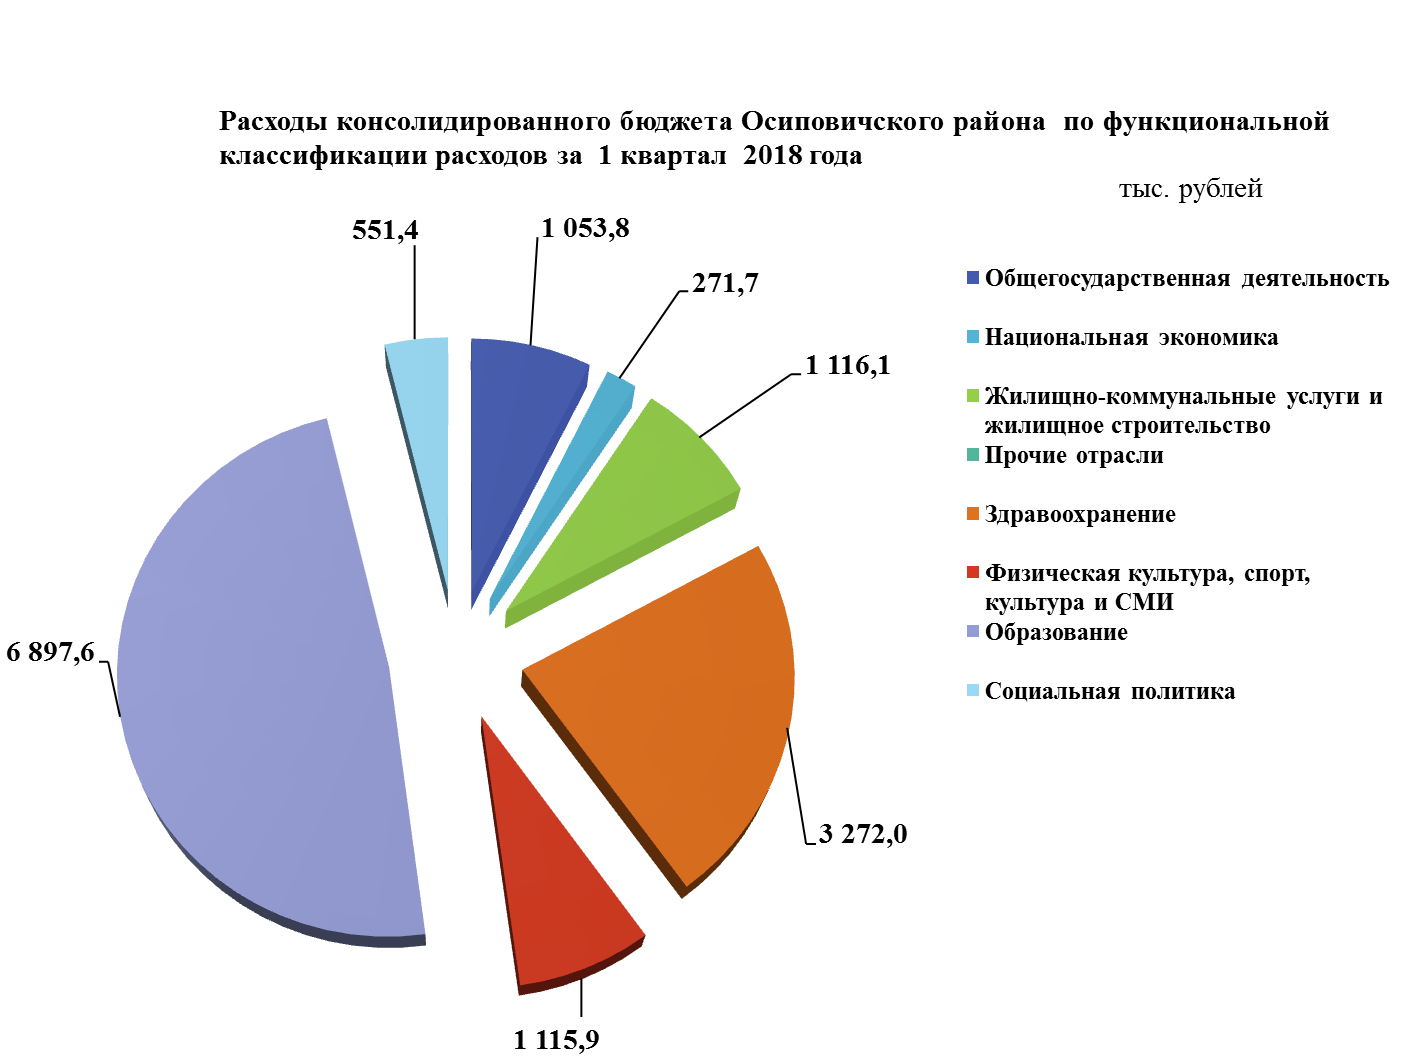 Расходы консолидированного бюджета Осиповичского района по функциональной
классификации расходов за 1 квартал 2018 года
тыс. рублей
551,4
1 053,8
271,7
1 116,1
6 897,6
3 272,0
1 115,9
Общегосударственная деятельность
Национальная экономика
Жилищно-коммунальные услуги и
жилищное строительство
Прочие отрасли
Здравоохранение
Физическая культура, спорт,
культура и СМИ
Образование
Социальная политика